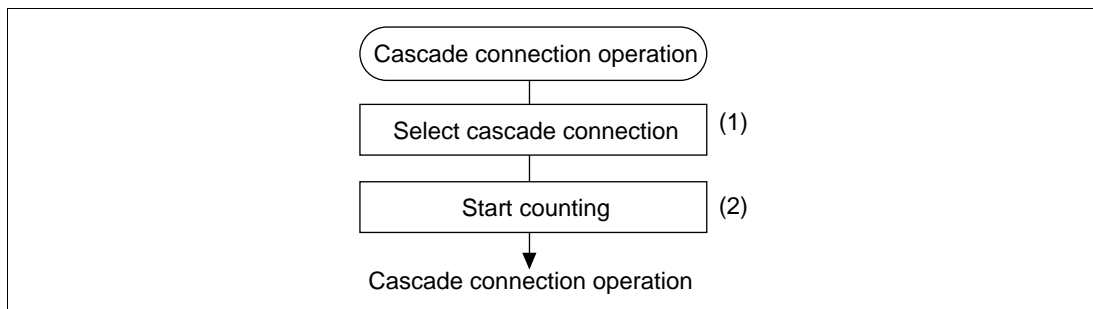 Cascade connection operation
Select cascade connection (1)
Start counting (2)
Cascade connection operation